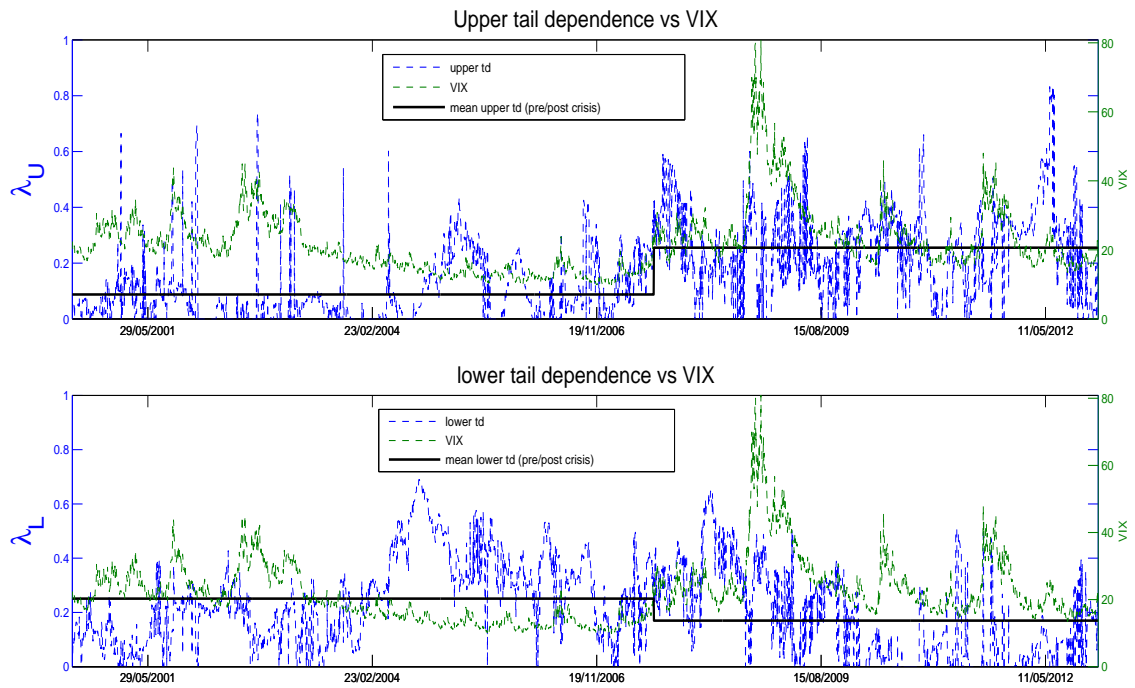 Upper tail dependence vs VIX
1
0.8
0.6
0.4
0.2
0
λU
upper td
VIX
mean upper td (pre/post crisis)
80
60
40
20
0
VIX
29/05/2001 23/02/2004 19/11/2006 15/08/2009 11/05/2012
lower tail dependence vs VIX
1
0.8
0.6
0.4
0.2
0
λL
lower td
VIX
mean lower td (pre/post crisis)
80
60
40
20
0
VIX
29/05/2001 23/02/2004 19/11/2006 15/08/2009 11/05/2012